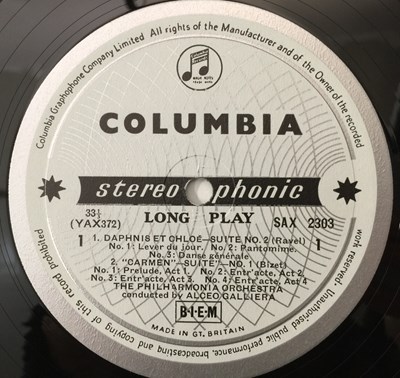 Columbia Graphophone Company Limited All rights of the Manufacturer and of the Owner of the recorded
work reserved. Unauthorised public performance, broadcasting and copying of this record prohibited
COLUMBIA
stereophonic
33⅓
(YAX372)
LONG PLAY
SAX 2303
1
1
1. DAPHNIS ET CHLOÉ—SUITE NO. 2 (Ravel)
No. 1: Lever du jour. No. 2: Pantomime.
No. 3: Danse générale
2. "CARMEN" SUITE—NO. 1 (Bizet)
No. 1: Prelude, Act 1. No. 2: Entr'acte, Act 2
No. 3: Entr'acte, Act 3. No. 4: Entr'acte, Act 4
THE PHILHARMONIA ORCHESTRA
conducted by ALCEO GALLIERA
B·I·E·M
MADE IN GT. BRITAIN